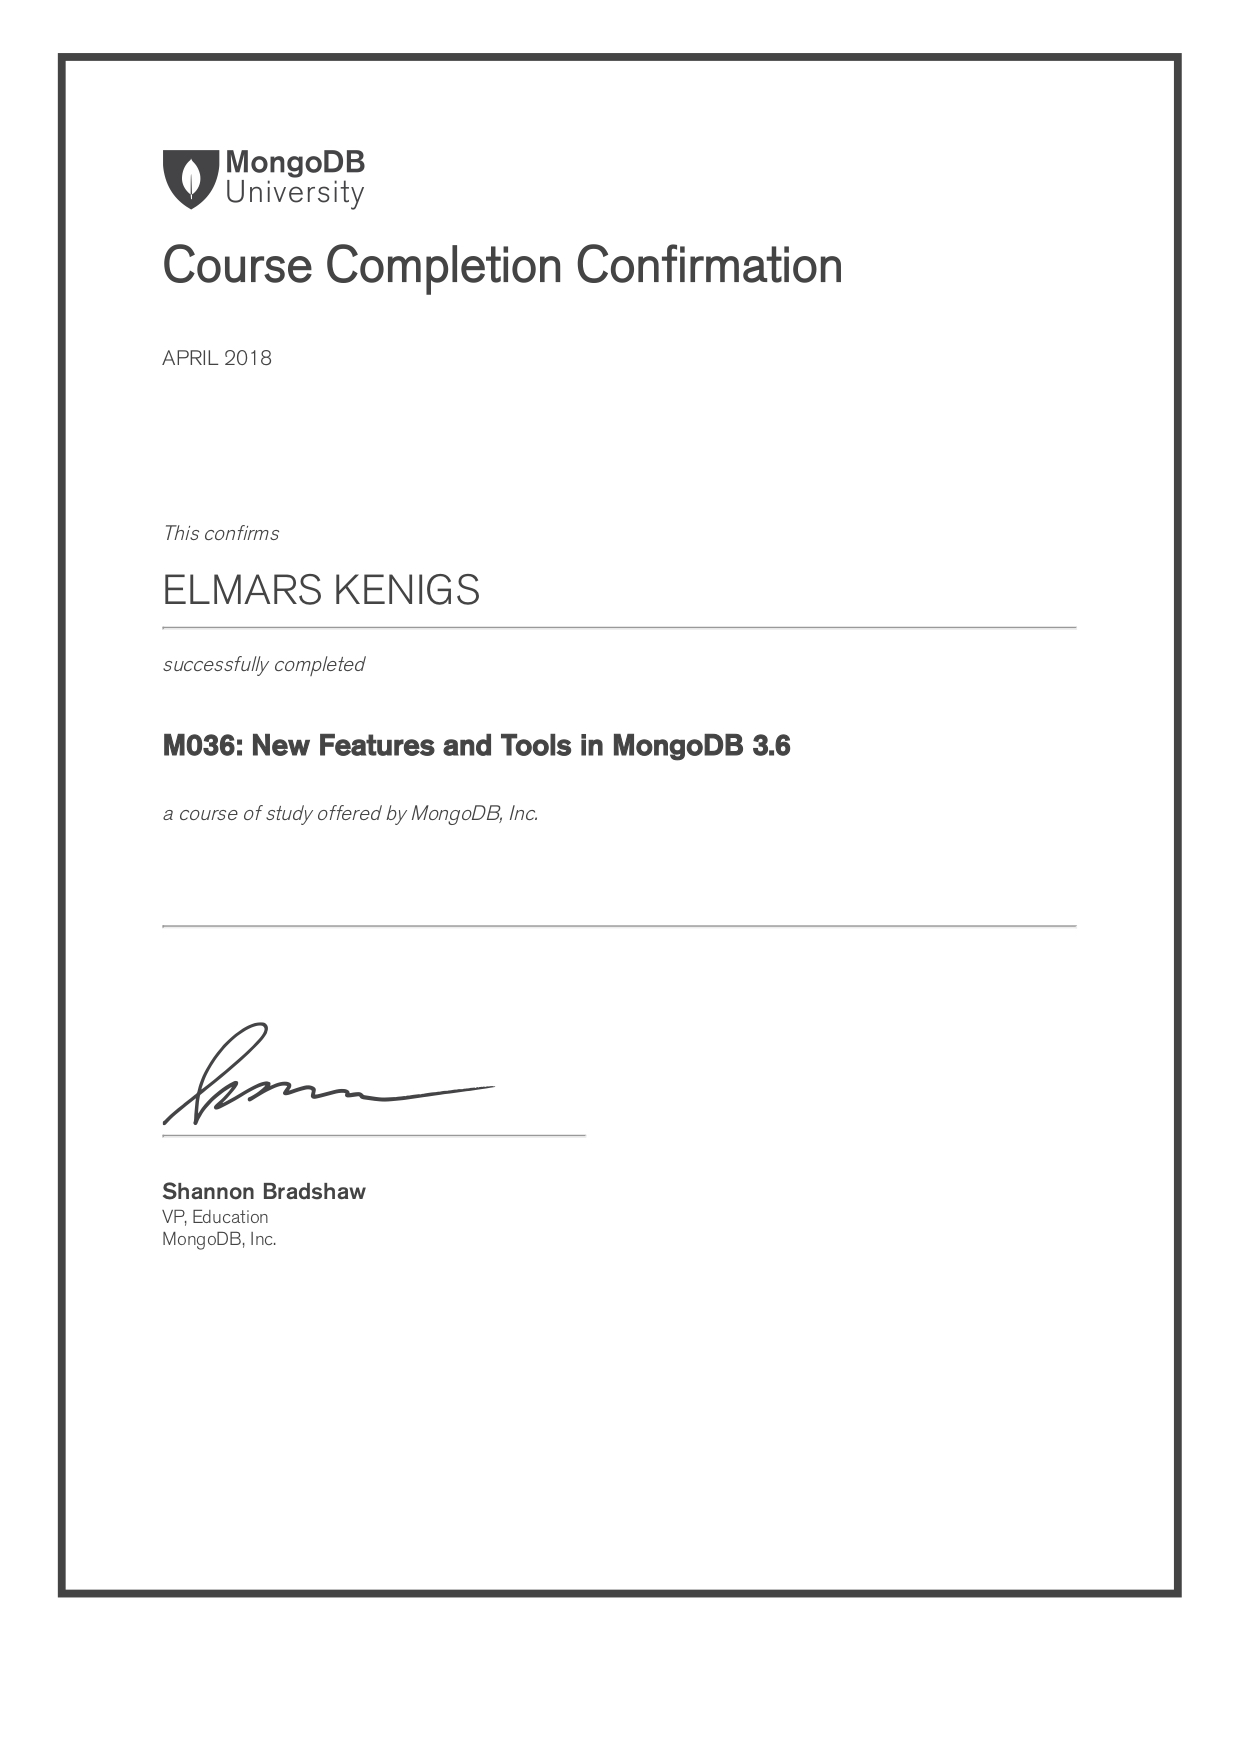 MongoDB
University
Course Completion Confirmation
APRIL 2018
This confirms
ELMARS KENIGS
successfully completed
M036: New Features and Tools in MongoDB 3.6
a course of study offered by MongoDB, Inc.
Shannon Bradshaw
VP, Education
MongoDB, Inc.